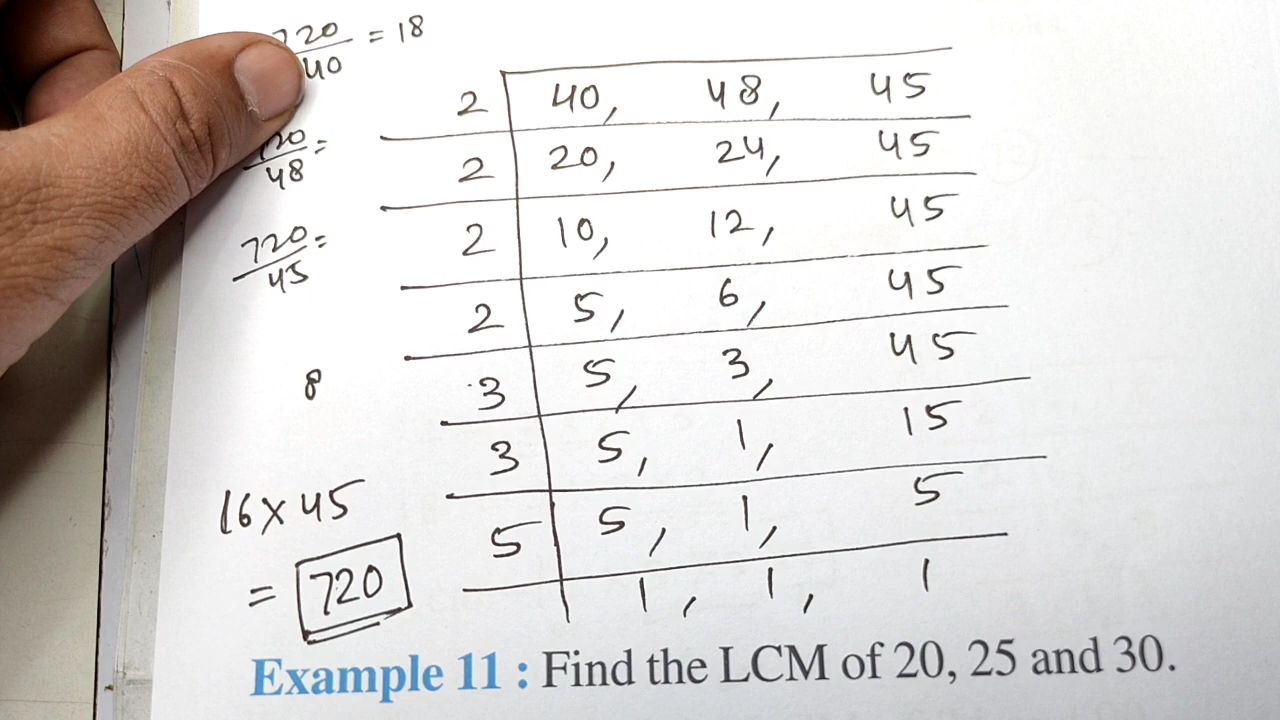 720/40 = 18
720/48 =
720/45 =
8
16 x 45
= 720
2 | 40, 48, 45
2 | 20, 24, 45
2 | 10, 12, 45
2 | 5, 6, 45
3 | 5, 3, 45
3 | 5, 1, 15
5 | 5, 1, 5
1, 1, 1
Example 11 : Find the LCM of 20, 25 and 30.